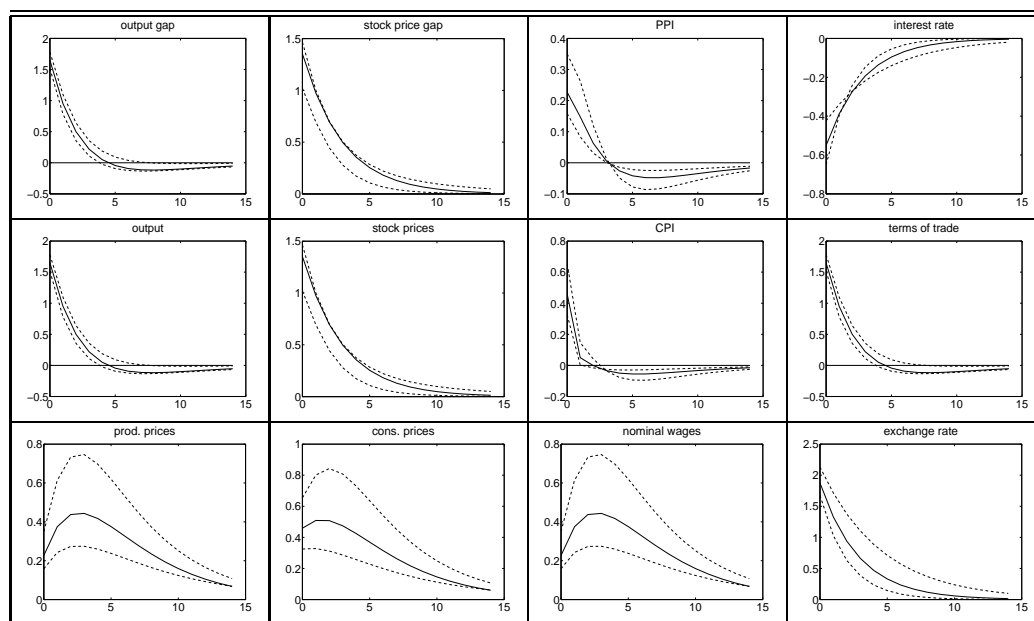 output gap
2
1.5
1
0.5
0
−0.5
0 5 10 15
stock price gap
1.5
1
0.5
0
0 5 10 15
PPI
0.4
0.3
0.2
0.1
0
−0.1
0 5 10 15
interest rate
0
−0.2
−0.4
−0.6
−0.8
0 5 10 15
output
2
1.5
1
0.5
0
−0.5
0 5 10 15
stock prices
1.5
1
0.5
0
0 5 10 15
CPI
0.8
0.6
0.4
0.2
0
−0.2
0 5 10 15
terms of trade
2
1.5
1
0.5
0
−0.5
0 5 10 15
prod. prices
0.8
0.6
0.4
0.2
0
0 5 10 15
cons. prices
1
0.8
0.6
0.4
0.2
0
0 5 10 15
nominal wages
0.8
0.6
0.4
0.2
0
0 5 10 15
exchange rate
2.5
2
1.5
1
0.5
0
0 5 10 15